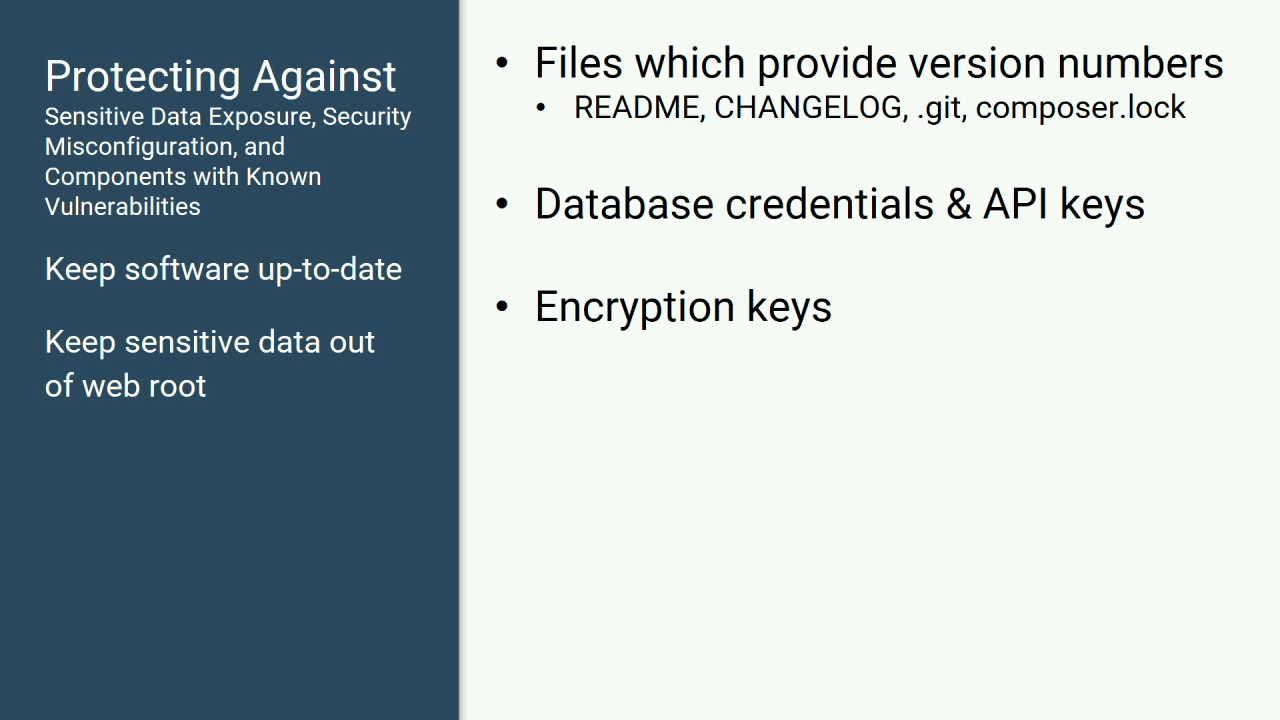 Protecting Against
Sensitive Data Exposure, Security
Misconfiguration, and
Components with Known
Vulnerabilities
Keep software up-to-date
Keep sensitive data out
of web root
• Files which provide version numbers
• README, CHANGELOG, .git, composer.lock
• Database credentials & API keys
• Encryption keys